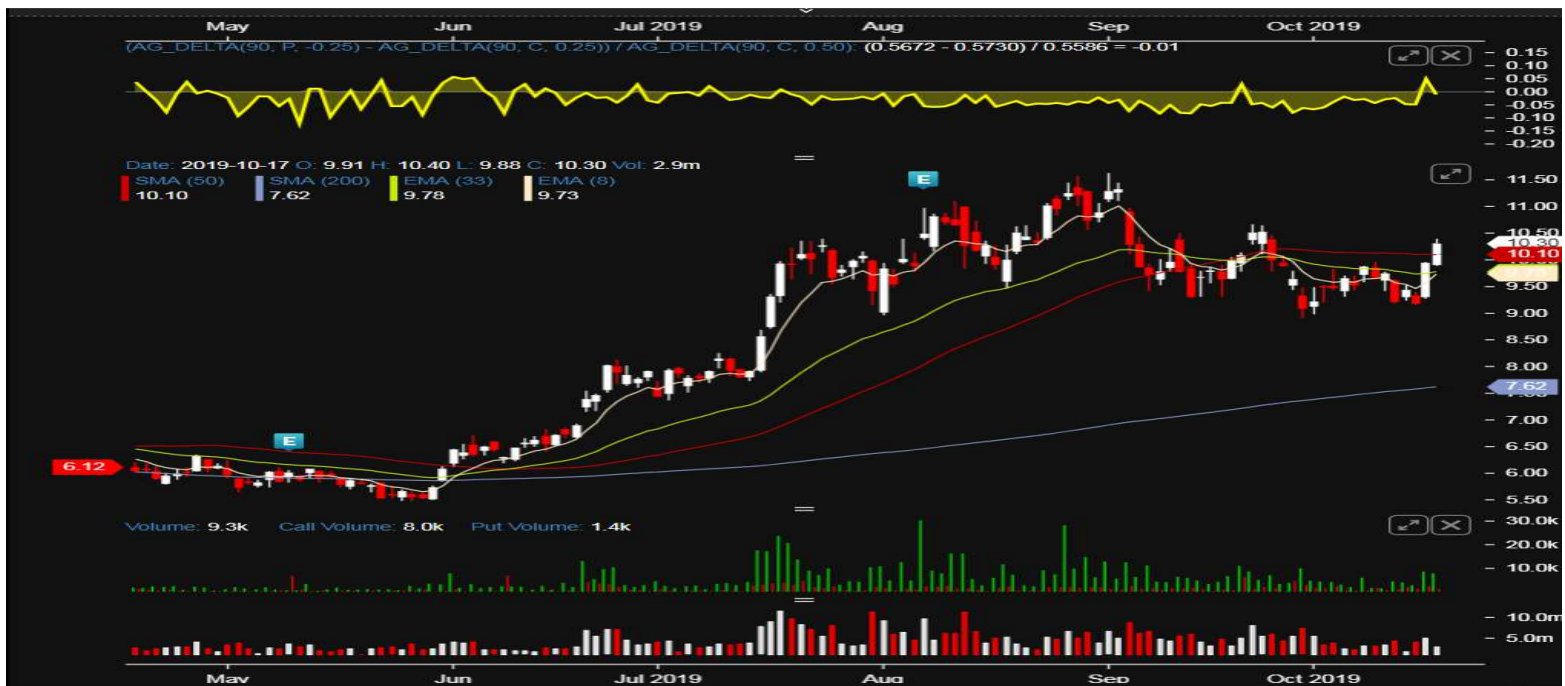 May Jun Jul 2019 Aug Sep Oct 2019
(AG_DELTA(90, P, -0.25) - AG_DELTA(90, C, 0.25)) / AG_DELTA(90, C, 0.50): (0.5672 - 0.5730) / 0.5586 = -0.01
0.15
0.10
0.05
0.00
-0.05
-0.10
-0.15
-0.20
Date: 2019-10-17 O: 9.91 H: 10.40 L: 9.88 C: 10.30 Vol: 2.9m
SMA (50) SMA (200) EMA (33) EMA (8)
10.10 7.62 9.78 9.73
E
E
11.50
11.00
10.50
10.30
10.10
9.50
9.00
8.50
8.00
7.62
7.00
6.50
6.12
6.00
5.50
Volume: 9.3k Call Volume: 8.0k Put Volume: 1.4k
30.0k
20.0k
10.0k
10.0m
5.0m
May Jun Jul 2019 Aug Sep Oct 2019